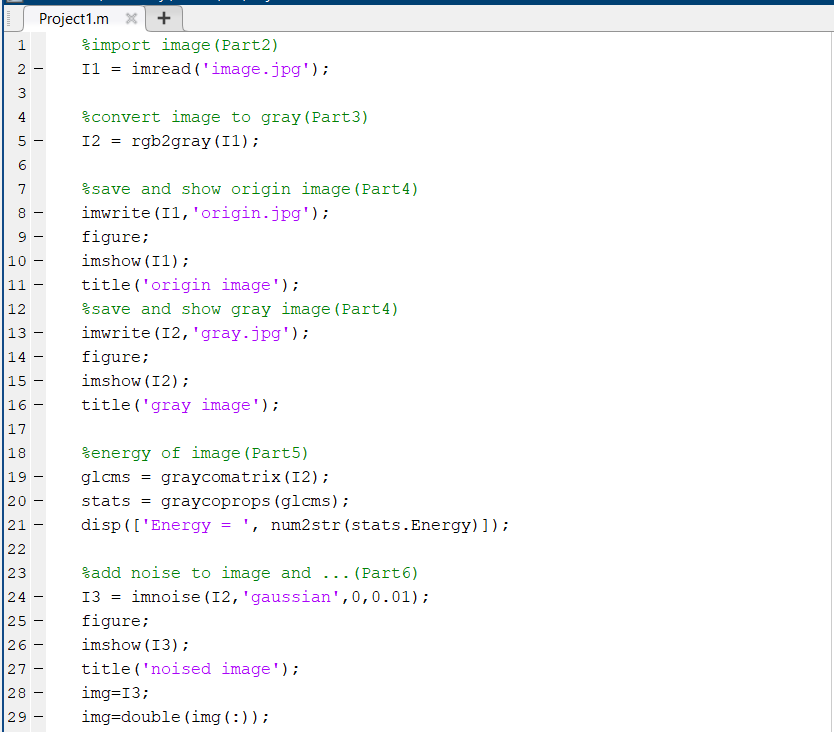 Project1.m × +
1 %import image(Part2)
2 – I1 = imread('image.jpg');
3
4 %convert image to gray(Part3)
5 – I2 = rgb2gray(I1);
6
7 %save and show origin image(Part4)
8 – imwrite(I1,'origin.jpg');
9 – figure;
10 – imshow(I1);
11 – title('origin image');
12 %save and show gray image(Part4)
13 – imwrite(I2,'gray.jpg');
14 – figure;
15 – imshow(I2);
16 – title('gray image');
17
18 %energy of image(Part5)
19 – glcms = graycomatrix(I2);
20 – stats = graycoprops(glcms);
21 – disp(['Energy = ', num2str(stats.Energy)]);
22
23 %add noise to image and ...(Part6)
24 – I3 = imnoise(I2,'gaussian',0,0.01);
25 – figure;
26 – imshow(I3);
27 – title('noised image');
28 – img=I3;
29 – img=double(img(:));